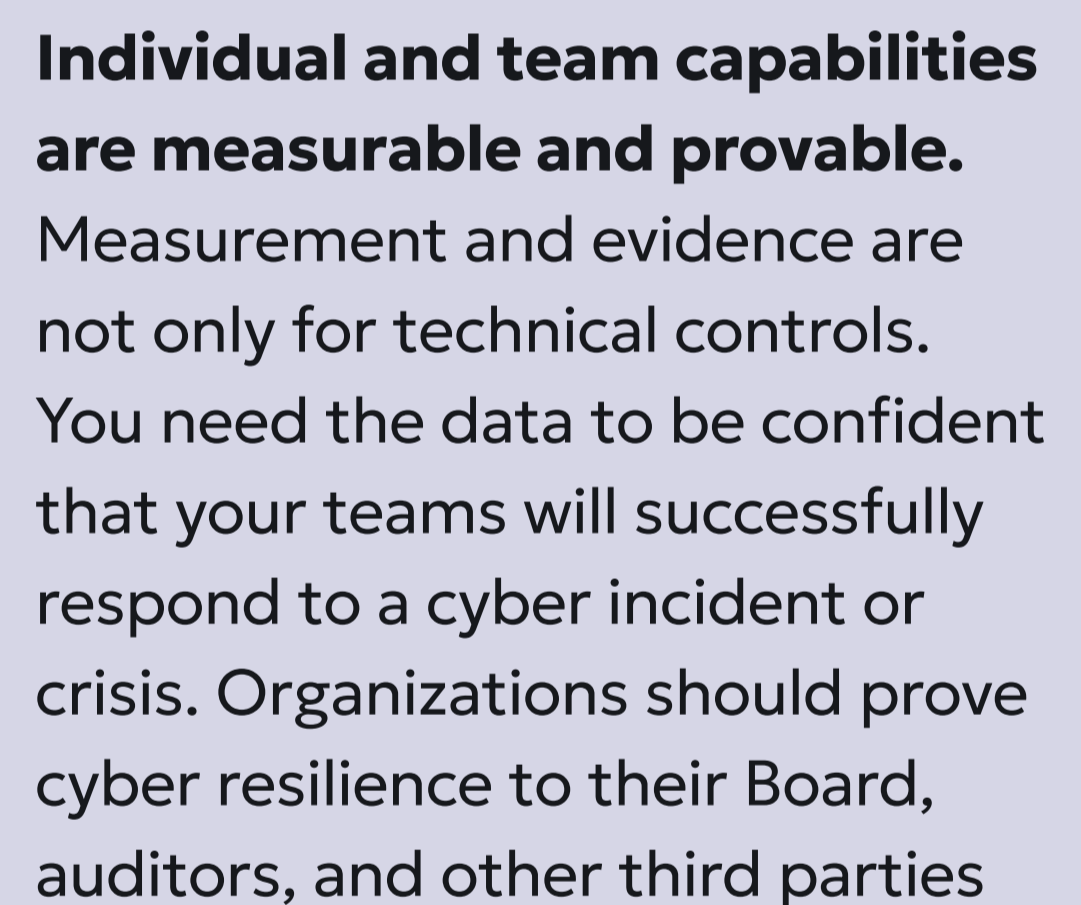 Individual and team capabilities
are measurable and provable.
Measurement and evidence are
not only for technical controls.
You need the data to be confident
that your teams will successfully
respond to a cyber incident or
crisis. Organizations should prove
cyber resilience to their Board,
auditors, and other third parties